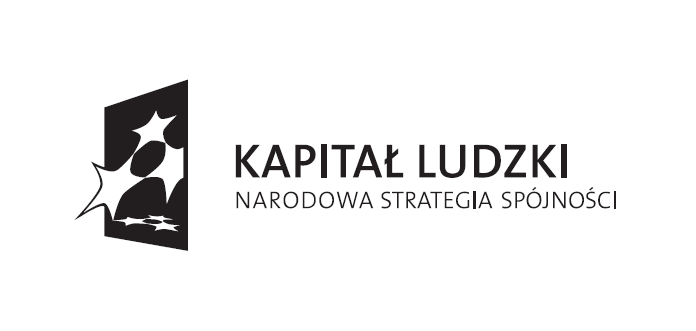 KAPITAŁ LUDZKI
NARODOWA STRATEGIA SPÓJNOŚCI